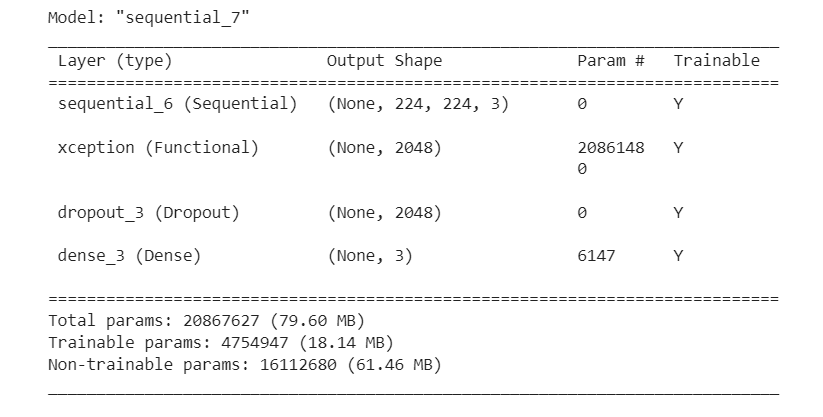 Model: "sequential_7"
Layer (type) Output Shape Param # Trainable
sequential_6 (Sequential) (None, 224, 224, 3) 0 Y
xception (Functional) (None, 2048) 2086148 Y
0
dropout_3 (Dropout) (None, 2048) 0 Y
dense_3 (Dense) (None, 3) 6147 Y
Total params: 20867627 (79.60 MB)
Trainable params: 4754947 (18.14 MB)
Non-trainable params: 16112680 (61.46 MB)